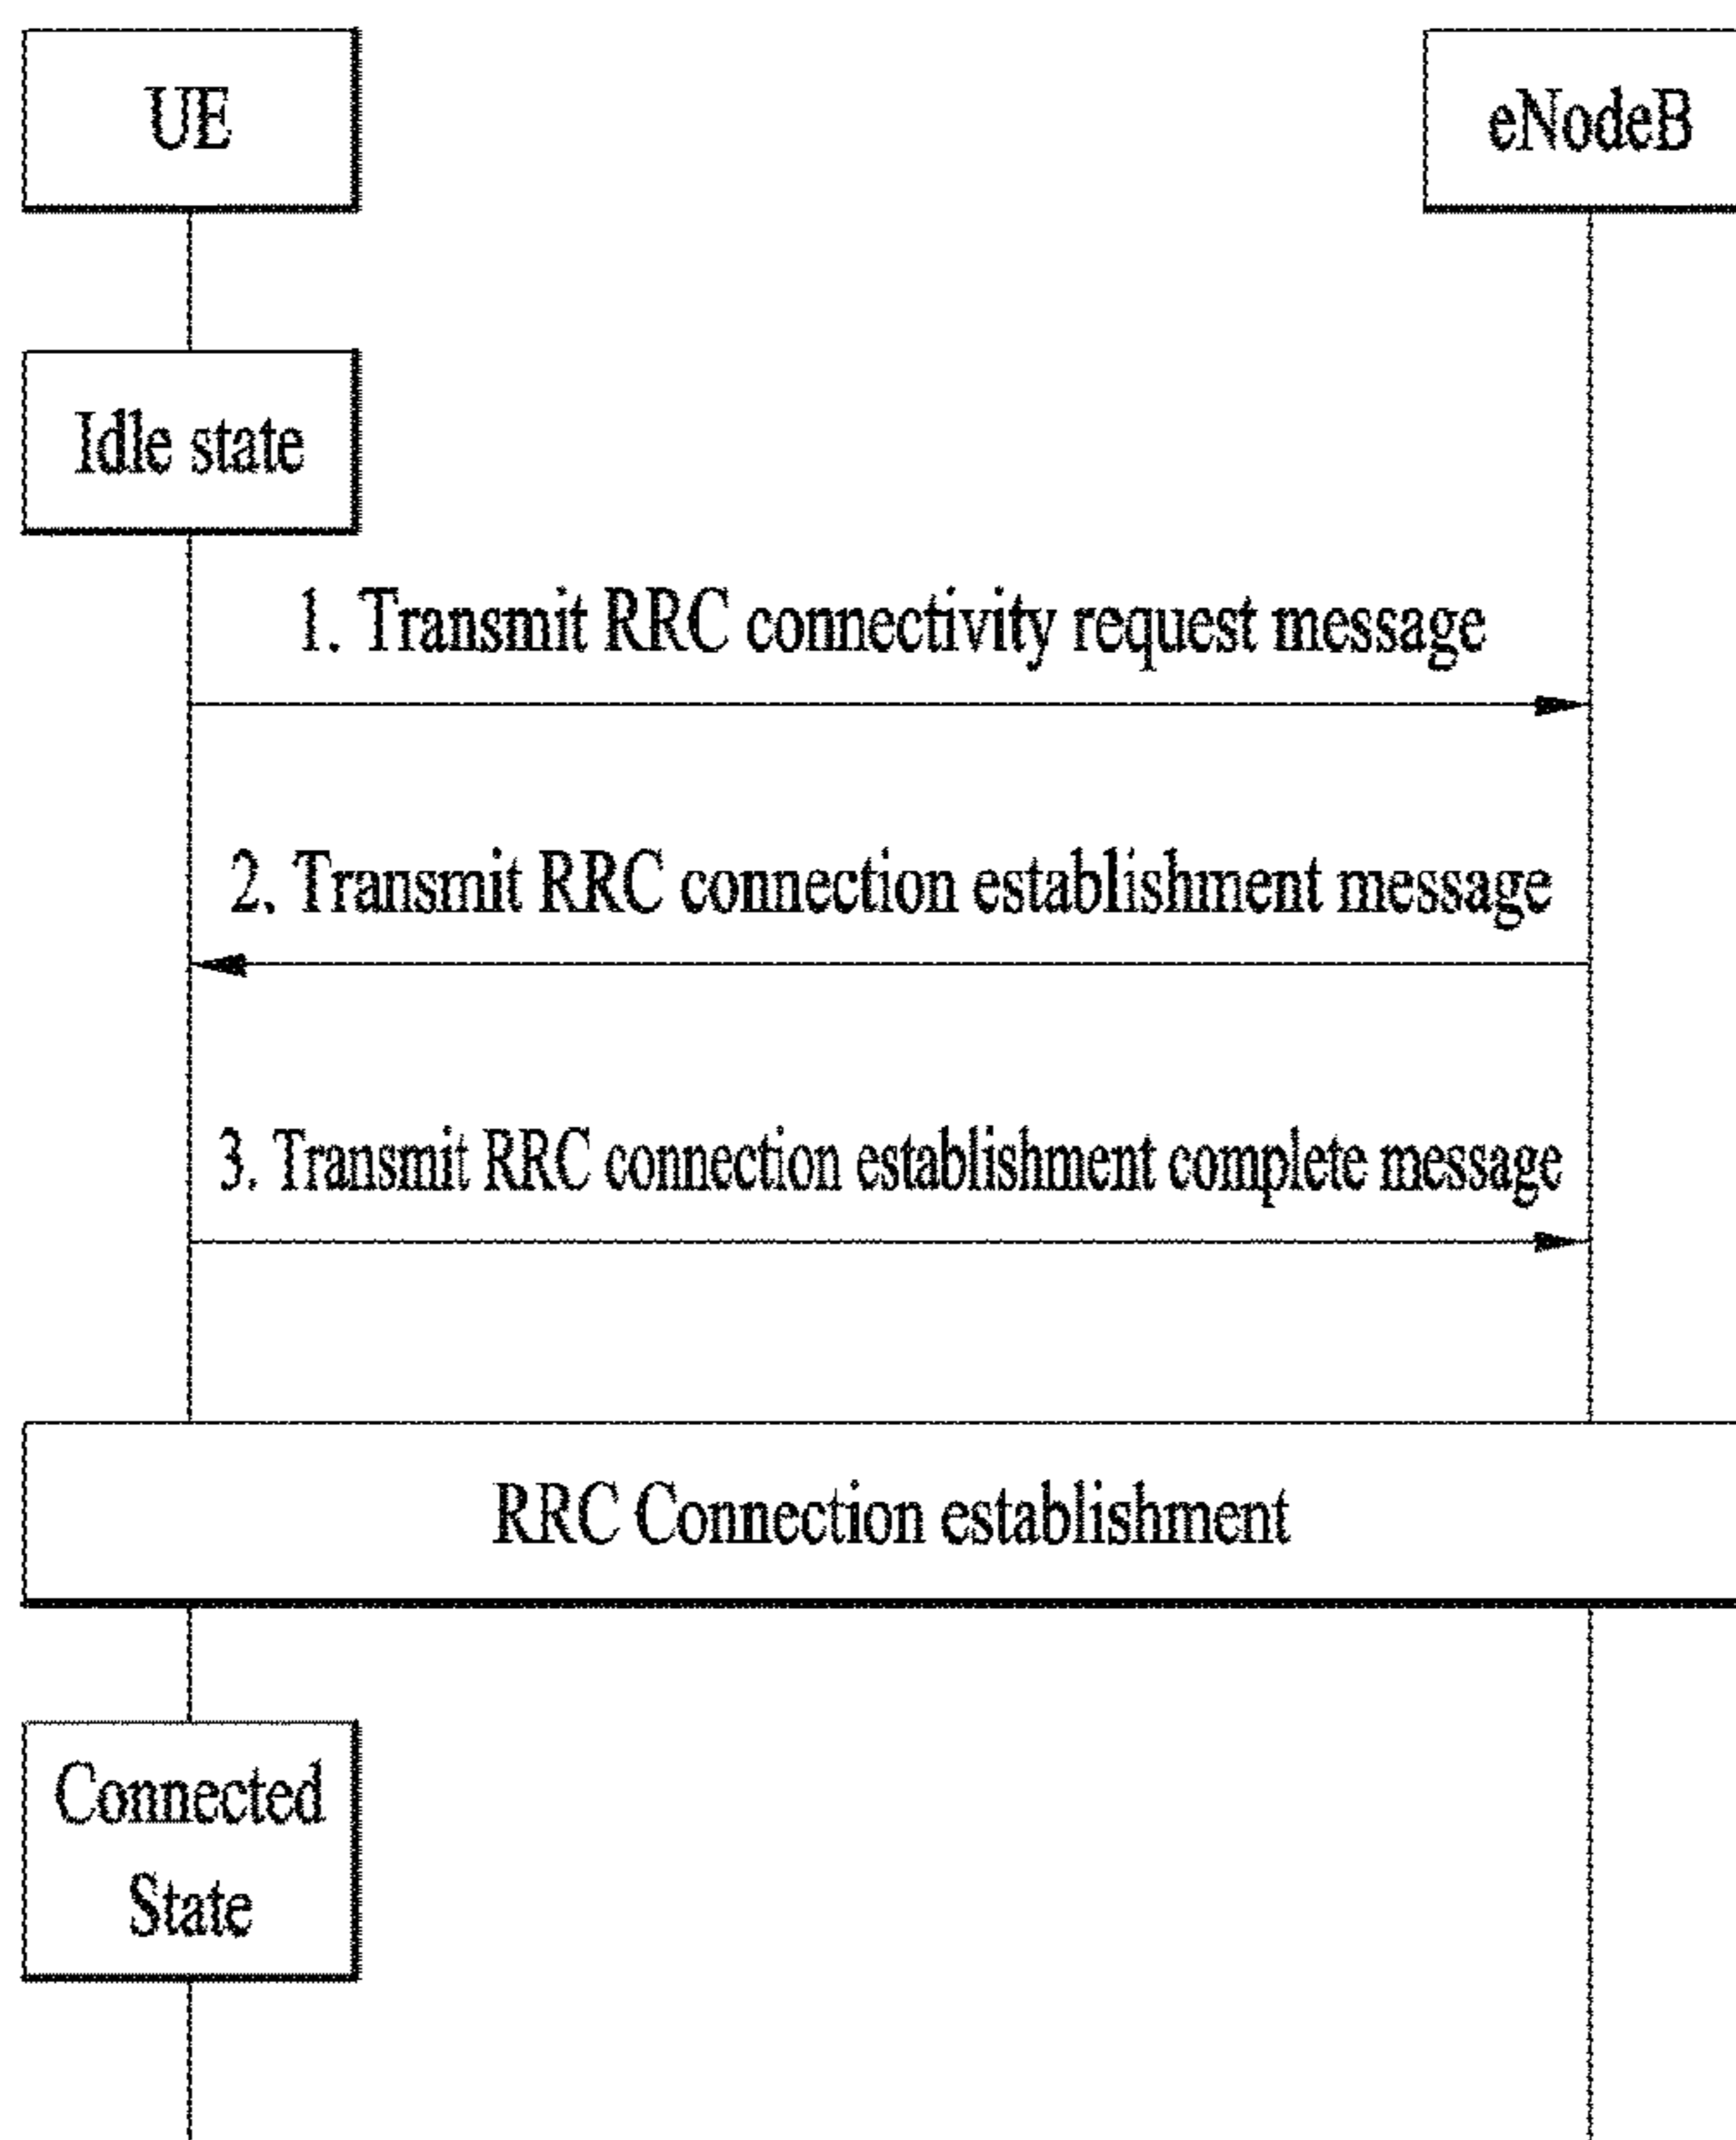 UE
eNodeB
Idle state
1. Transmit RRC connectivity request message
2. Transmit RRC connection establishment message
3. Transmit RRC connection establishment complete message
RRC Connection establishment
Connected
State